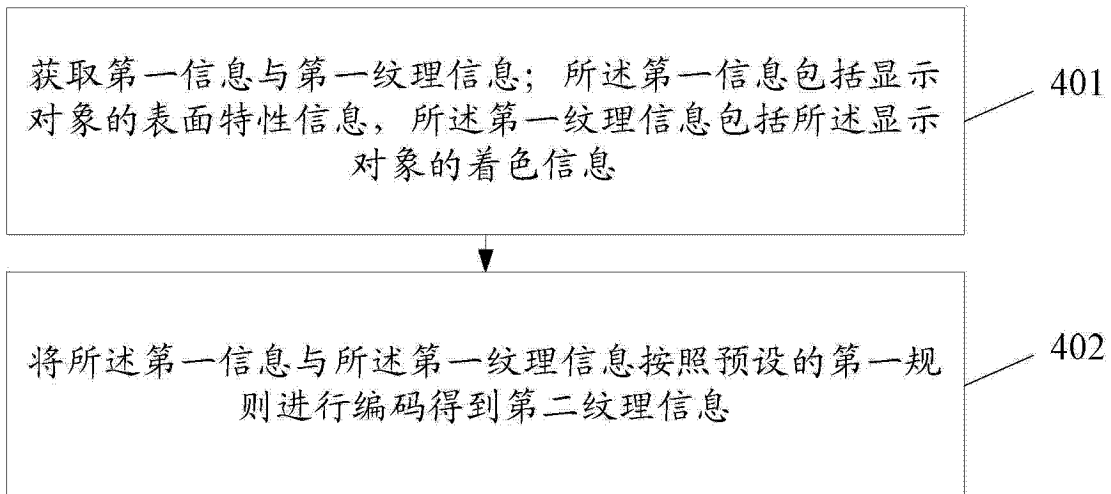 获取第一信息与第一纹理信息；所述第一信息包括显示
对象的表面特性信息，所述第一纹理信息包括所述显示
对象的着色信息
401
将所述第一信息与所述第一纹理信息按照预设的第一规
则进行编码得到第二纹理信息
402